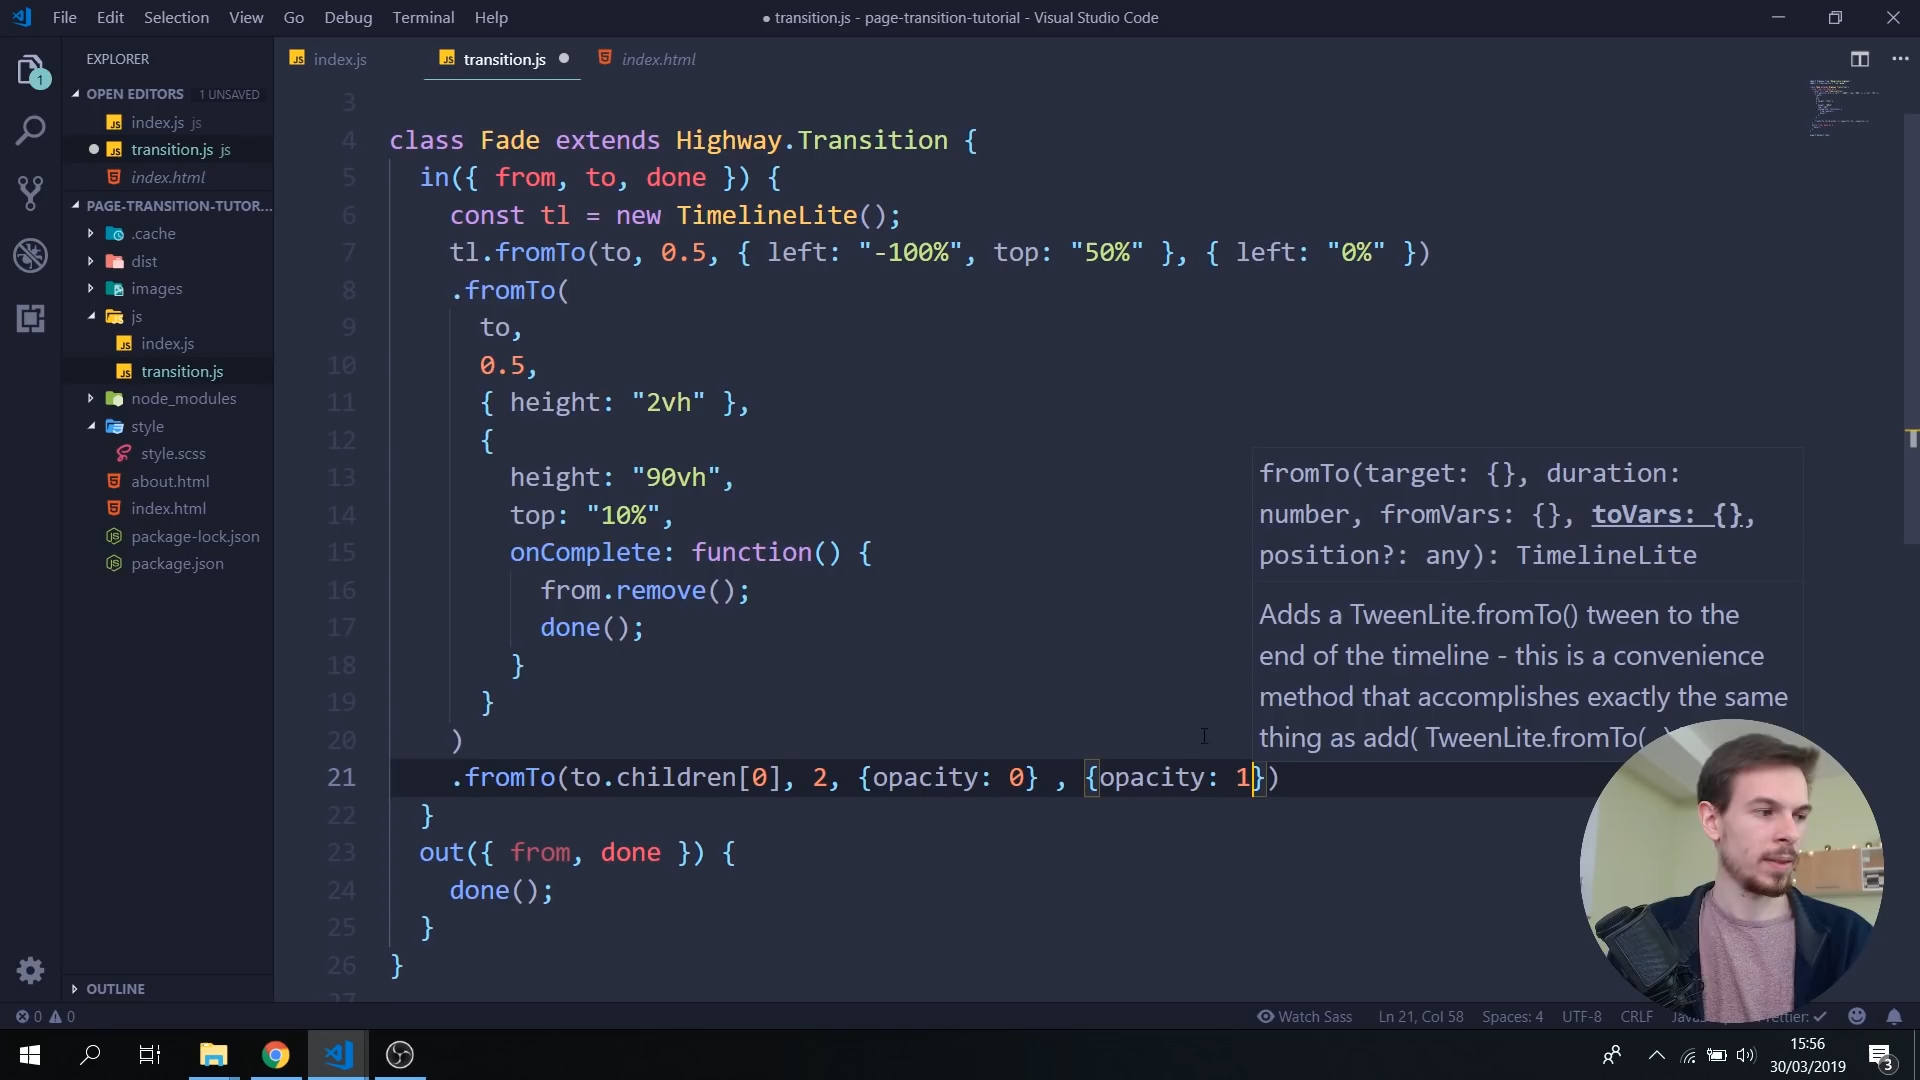 File Edit Selection View Go Debug Terminal Help
● transition.js - page-transition-tutorial - Visual Studio Code
EXPLORER
OPEN EDITORS 1 UNSAVED
JS index.js js
JS transition.js js
index.html
PAGE-TRANSITION-TUTOR...
.cache
dist
images
js
JS index.js
JS transition.js
node_modules
style
style.scss
about.html
index.html
package-lock.json
package.json
OUTLINE
JS index.js
JS transition.js
index.html
3
4 class Fade extends Highway.Transition {
5 in({ from, to, done }) {
6 const tl = new TimelineLite();
7 tl.fromTo(to, 0.5, { left: "-100%", top: "50%" }, { left: "0%" })
8 .fromTo(
9 to,
10 0.5,
11 { height: "2vh" },
12 {
13 height: "90vh",
14 top: "10%",
15 onComplete: function() {
16 from.remove();
17 done();
18 }
19 }
20 )
21 .fromTo(to.children[0], 2, {opacity: 0} , {opacity: 1})
22 }
23 out({ from, done }) {
24 done();
25 }
26 }
fromTo(target: {}, duration:
number, fromVars: {}, toVars: {},
position?: any): TimelineLite
Adds a TweenLite.fromTo() tween to the
end of the timeline - this is a convenience
method that accomplishes exactly the same
thing as add( TweenLite.fromTo(
0 0
Watch Sass Ln 21, Col 58 Spaces: 4 UTF-8 CRLF
15:56
30/03/2019
3
1